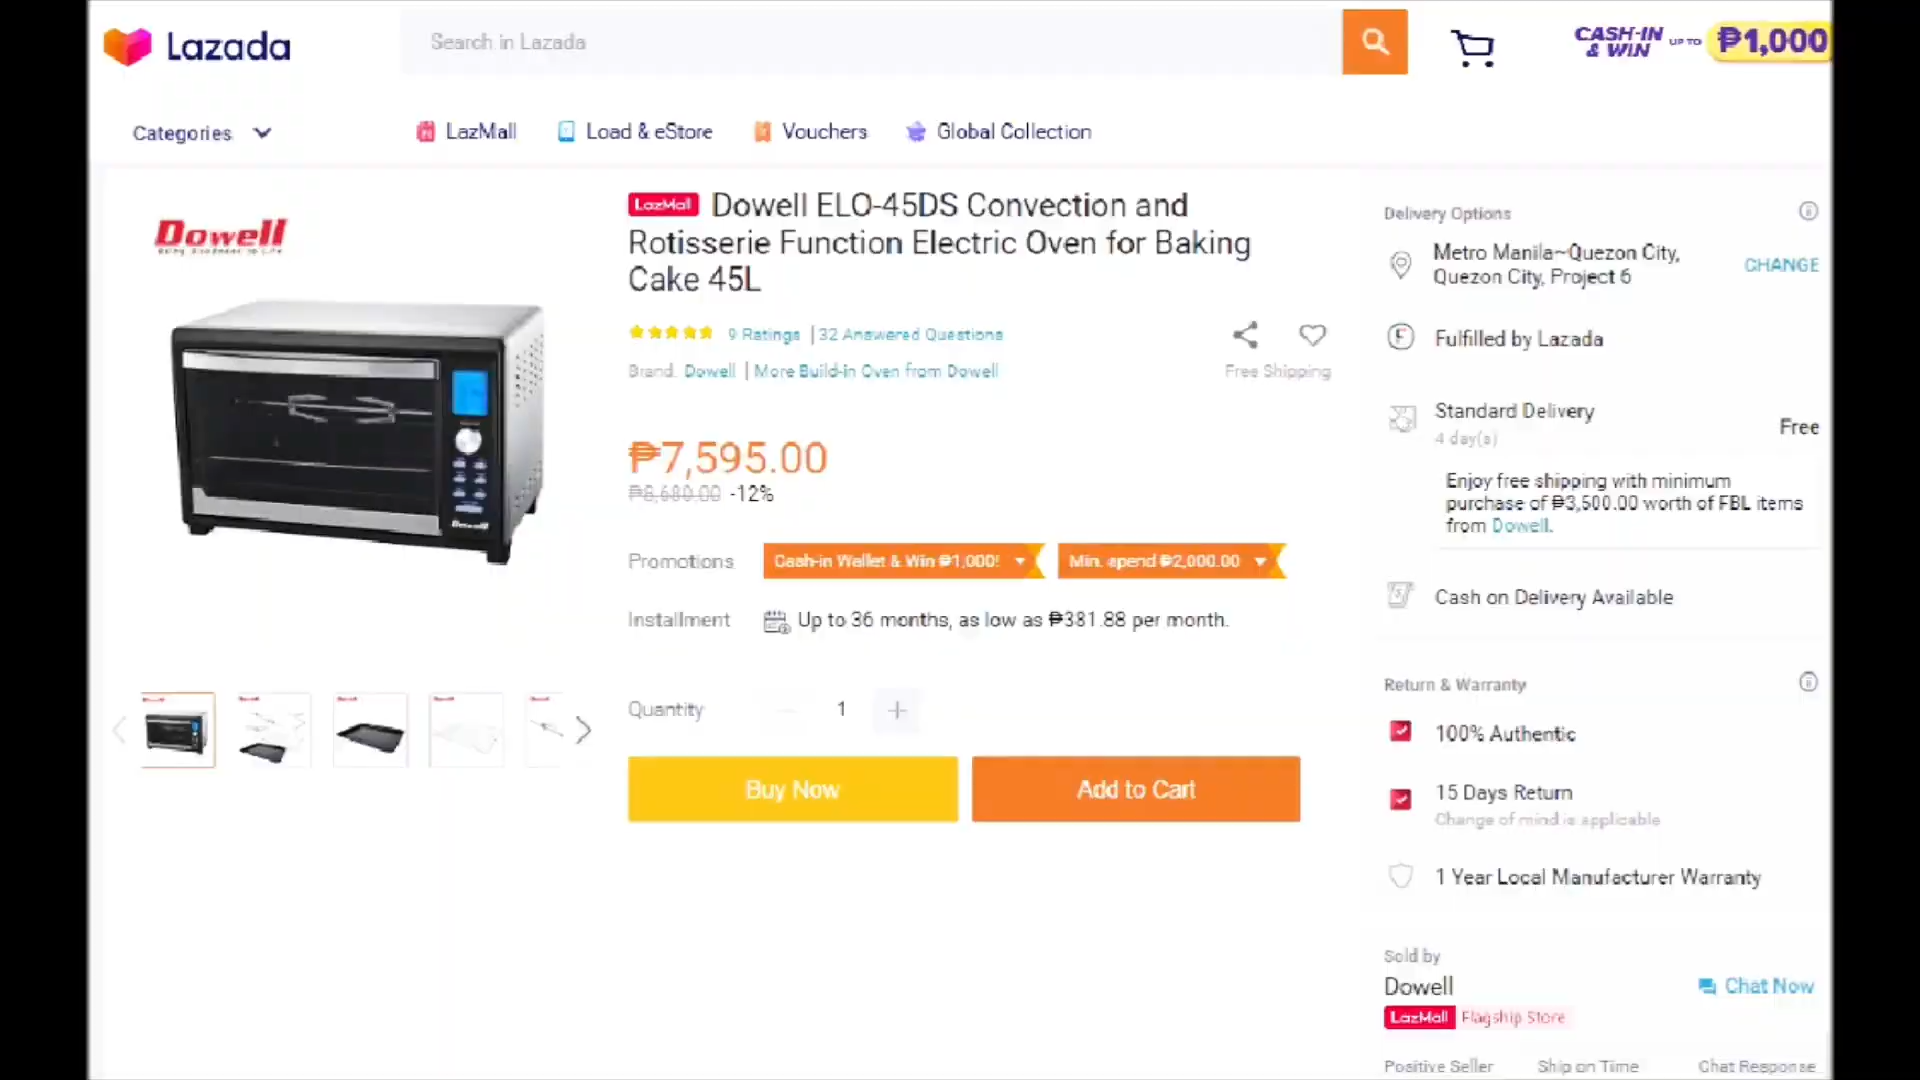 Lazada
Search in Lazada
CASH-IN & WIN UP TO ₱1,000
Categories
LazMall
Load & eStore
Vouchers
Global Collection
Dowell
LazMall Dowell ELO-45DS Convection and
Rotisserie Function Electric Oven for Baking
Cake 45L
9 Ratings | 32 Answered Questions
Brand: Dowell | More Build-in Oven from Dowell
Free Shipping
₱7,595.00
₱8,680.00 -12%
Promotions
Cash-in Wallet & Win ₱1,000!
Min. spend ₱2,000.00
Installment
Up to 36 months, as low as ₱381.88 per month.
Quantity
1
Buy Now
Add to Cart
Delivery Options
Metro Manila~Quezon City,
Quezon City, Project 6
CHANGE
Fulfilled by Lazada
Standard Delivery
4 day(s)
Free
Enjoy free shipping with minimum
purchase of ₱3,500.00 worth of FBL items
from Dowell.
Cash on Delivery Available
Return & Warranty
100% Authentic
15 Days Return
Change of mind is applicable
1 Year Local Manufacturer Warranty
Sold by
Dowell
Chat Now
LazMall Flagship Store
Positive Seller
Ship on Time
Chat Response